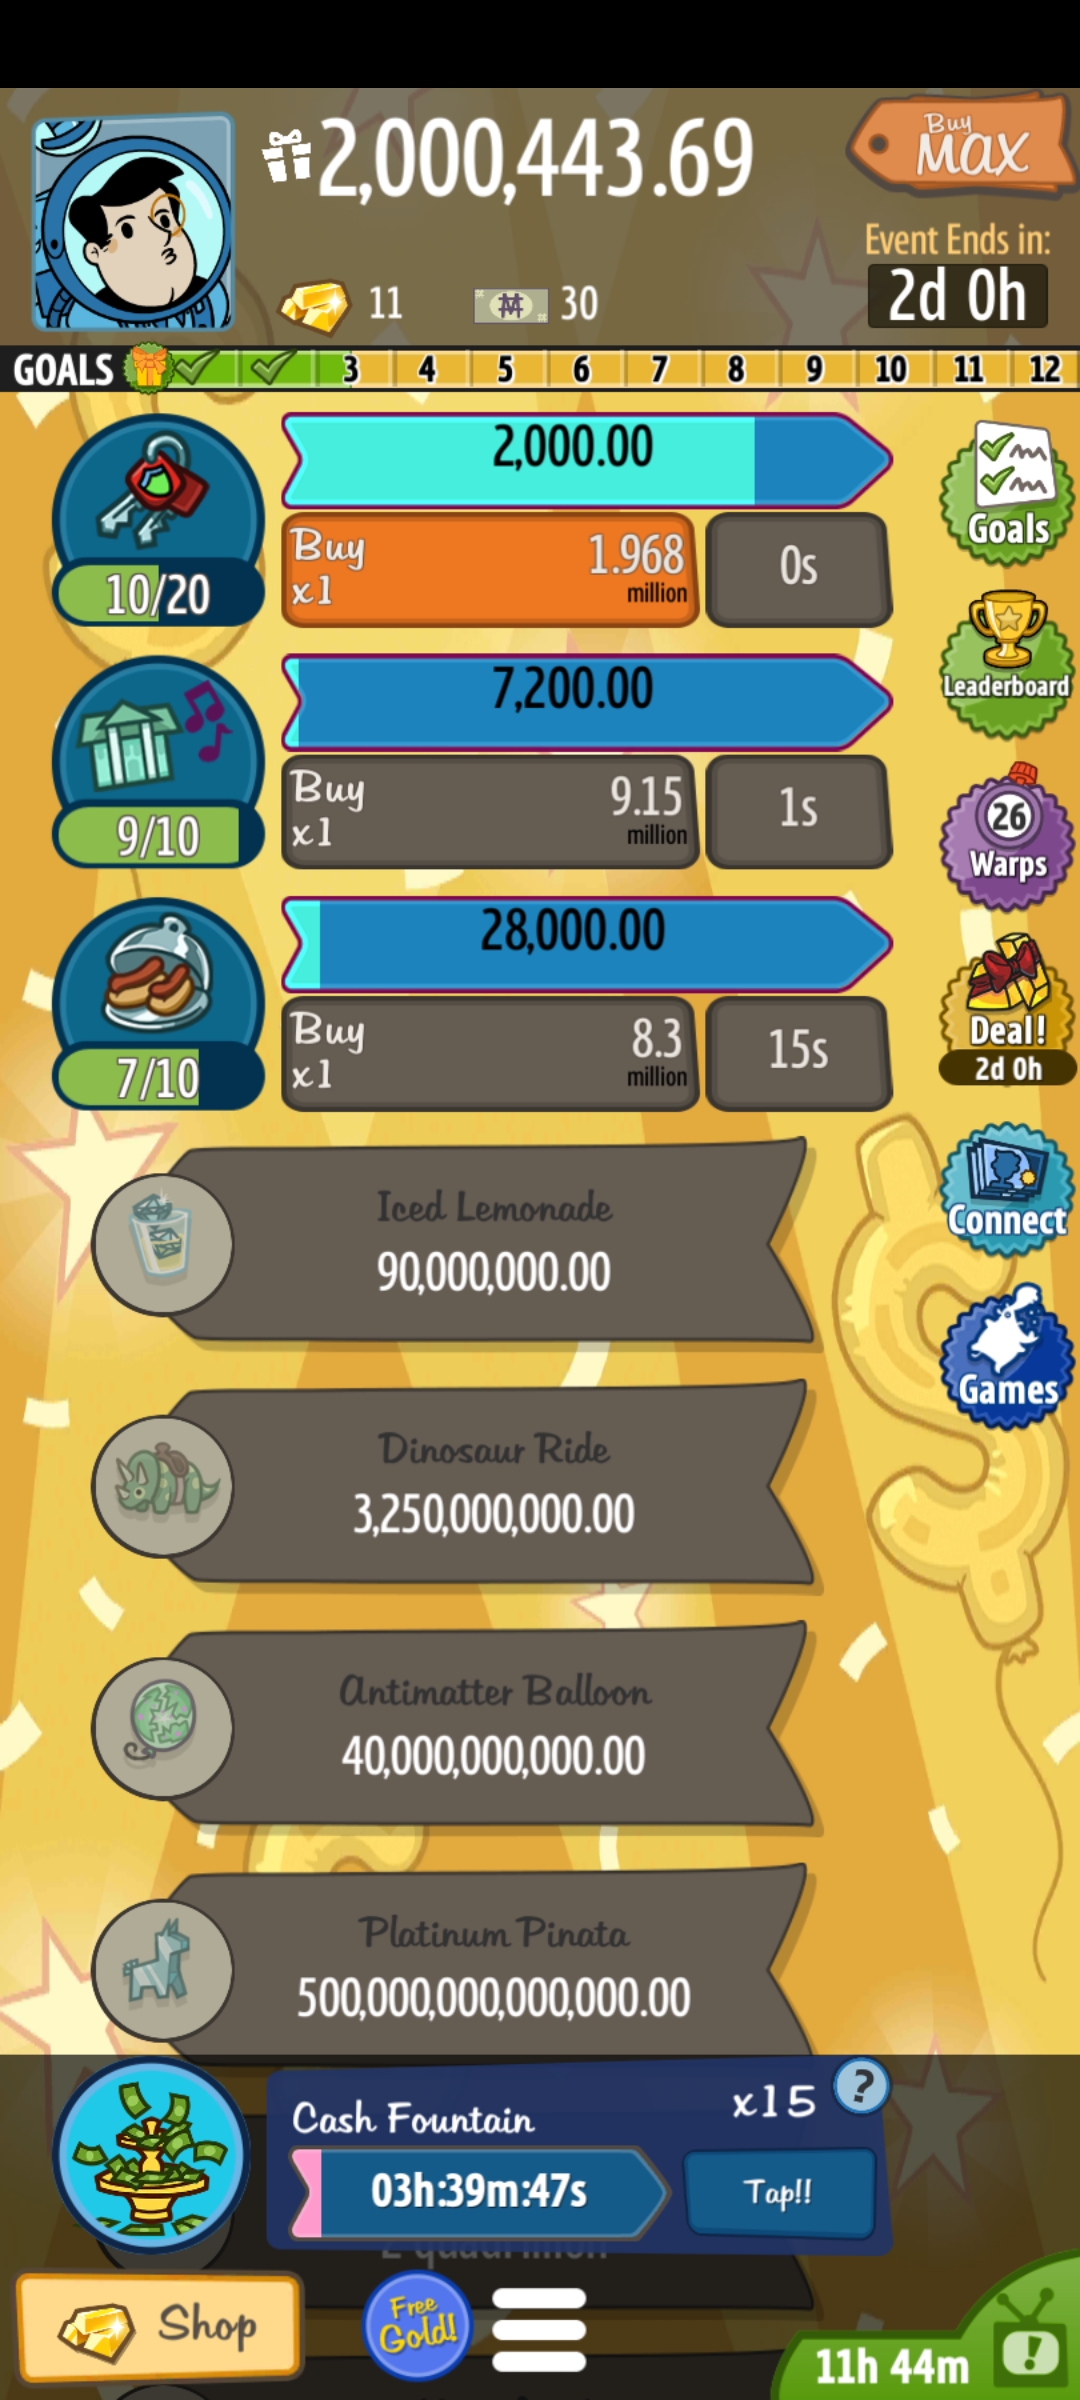 2,000,443.69
Buy
MAX
Event Ends in:
2d 0h
11
30
GOALS 3 4 5 6 7 8 9 10 11 12
2,000.00
Buy
x1
1.968
million
0s
10/20
Goals
7,200.00
Leaderboard
Buy
x1
9.15
million
1s
9/10
26
Warps
28,000.00
Buy
x1
8.3
million
15s
7/10
Deal!
2d 0h
Iced Lemonade
90,000,000.00
Connect
Dinosaur Ride
3,250,000,000.00
Games
Antimatter Balloon
40,000,000,000.00
Platinum Pinata
500,000,000,000,000.00
Cash Fountain
x15
?
03h:39m:47s
Tap!!
Shop
Free
Gold!
11h 44m
!